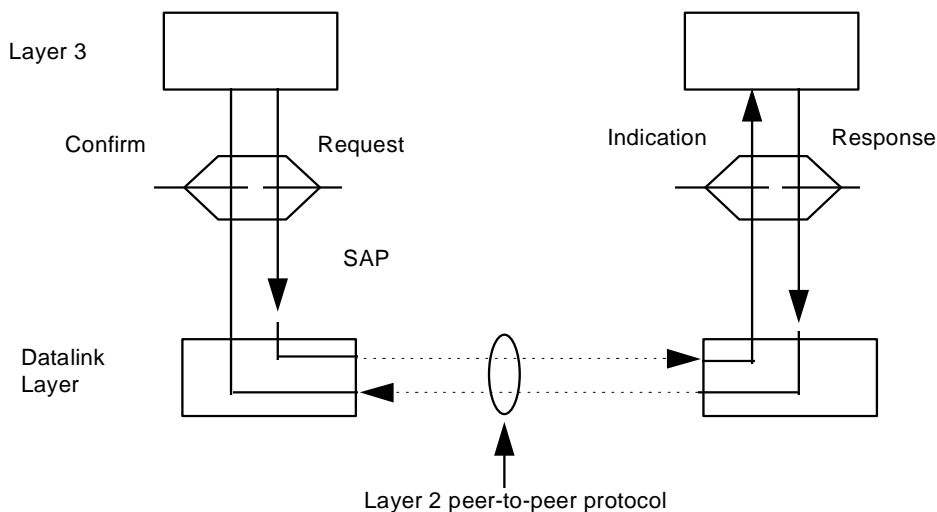 Layer 3
Confirm
Request
Indication
Response
SAP
Datalink
Layer
Layer 2 peer-to-peer protocol